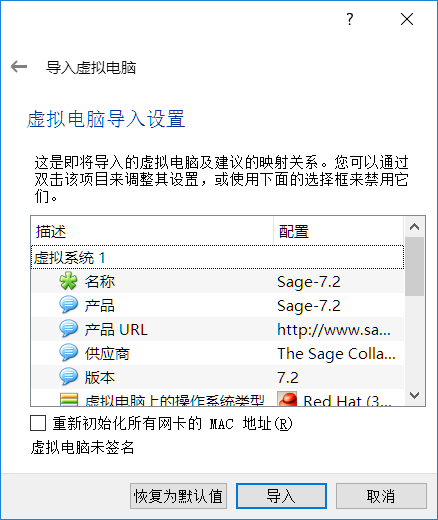 ?
导入虚拟电脑
虚拟电脑导入设置
这是即将导入的虚拟电脑及建议的映射关系。您可以通过
双击该项目来调整其设置，或使用下面的选择框来禁用它
们。
描述 配置
虚拟系统 1
名称 Sage-7.2
产品 Sage-7.2
产品 URL http://www.sa...
供应商 The Sage Colla...
版本 7.2
虚拟电脑上的操作系统类型 Red Hat (3...
重新初始化所有网卡的 MAC 地址(R)
虚拟电脑未签名
恢复为默认值 导入 取消